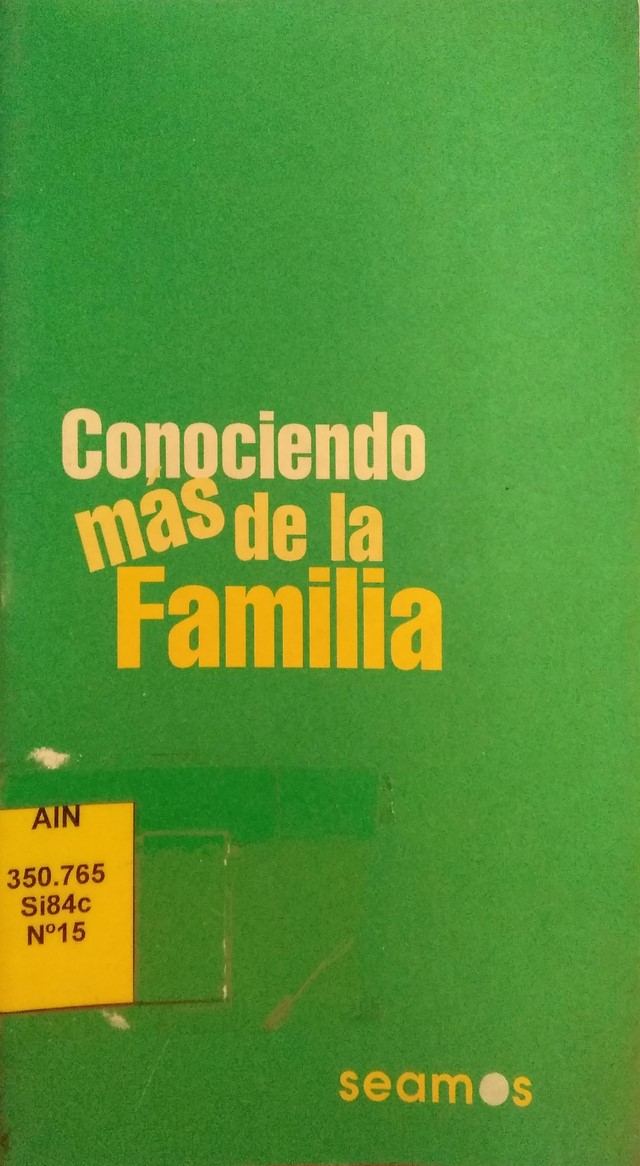 Conociendo
más de la
Familia
AIN
350.765
Si84c
Nº15
seamos